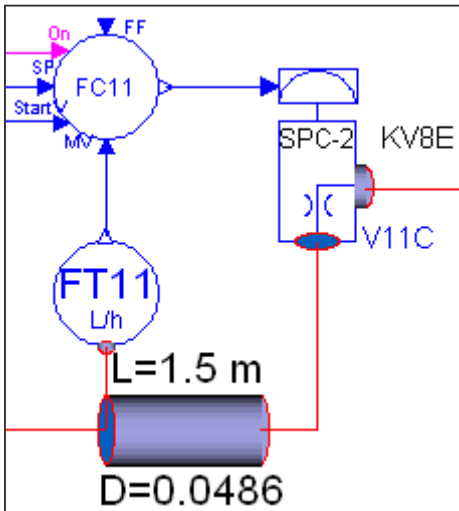 On
FF
SP
FC11
Start V
MV
SPC-2
KV8E
V11C
FT11
L/h
L=1.5 m
D=0.0486